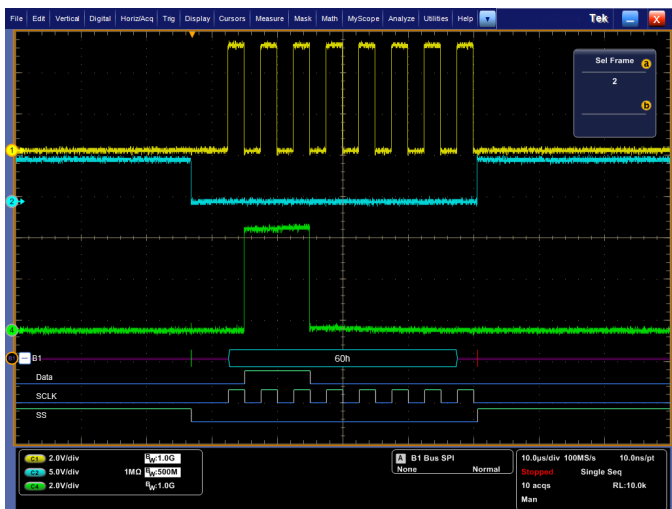 File Edit Vertical Digital Horiz/Acq Trig Display Cursors Measure Mask Math MyScope Analyze Utilities Help Tek X
Sel Frame a
2
b
1
2
4
B1 60h
Data
SCLK
SS
C1 2.0V/div BW:1.0G
C2 5.0V/div 1MΩ BW:500M
C4 2.0V/div BW:1.0G
A B1 Bus SPI
None Normal
10.0µs/div 100MS/s 10.0ns/pt
Stopped Single Seq
10 acqs RL:10.0k
Man